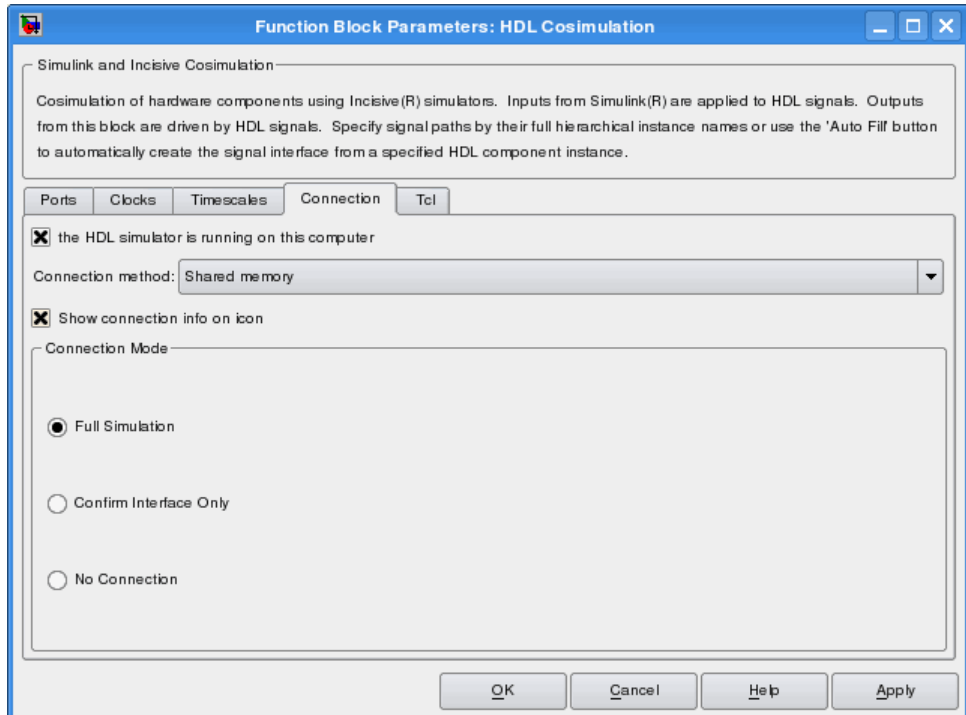 Function Block Parameters: HDL Cosimulation
Simulink and Incisive Cosimulation
Cosimulation of hardware components using Incisive(R) simulators. Inputs from Simulink(R) are applied to HDL signals. Outputs
from this block are driven by HDL signals. Specify signal paths by their full hierarchical instance names or use the 'Auto Fill' button
to automatically create the signal interface from a specified HDL component instance.
Ports Clocks Timescales Connection Tcl
the HDL simulator is running on this computer
Connection method: Shared memory
Show connection info on icon
Connection Mode
Full Simulation
Confirm Interface Only
No Connection
OK Cancel Help Apply